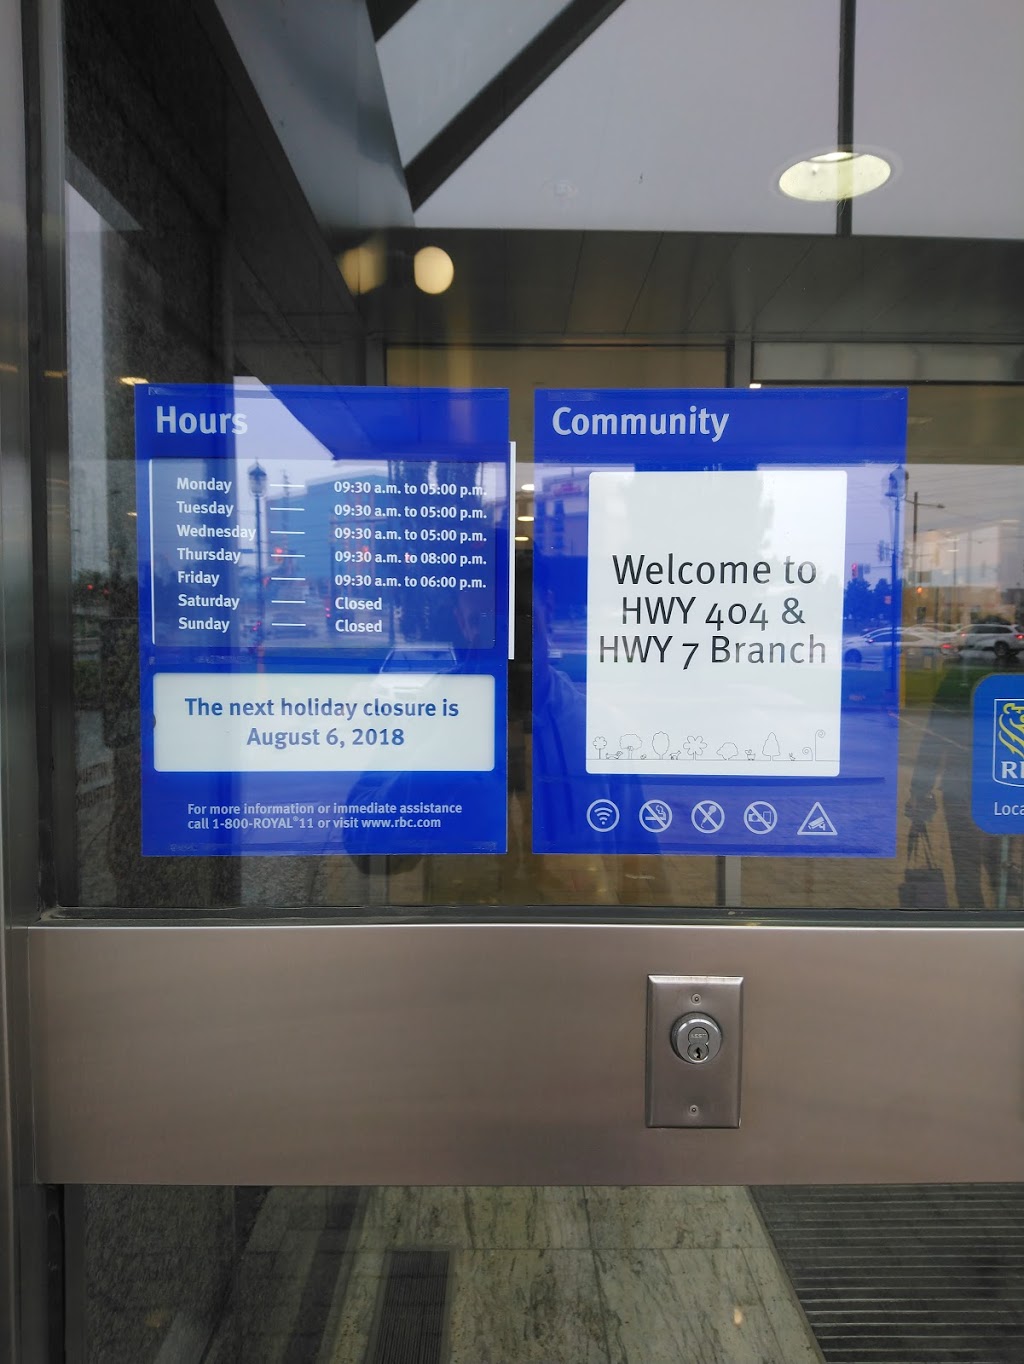 Hours
Monday — 09:30 a.m. to 05:00 p.m.
Tuesday — 09:30 a.m. to 05:00 p.m.
Wednesday — 09:30 a.m. to 05:00 p.m.
Thursday — 09:30 a.m. to 08:00 p.m.
Friday — 09:30 a.m. to 06:00 p.m.
Saturday — Closed
Sunday — Closed
The next holiday closure is
August 6, 2018
For more information or immediate assistance
call 1-800-ROYAL®11 or visit www.rbc.com
Community
Welcome to
HWY 404 &
HWY 7 Branch